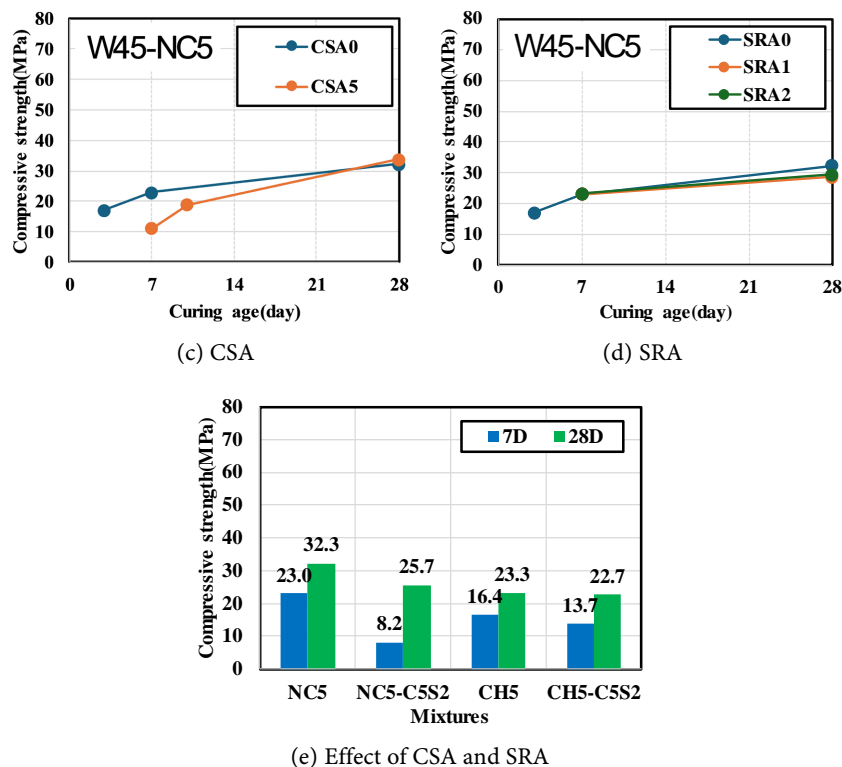 W45-NC5
CSA0
CSA5
Compressive strength(MPa)
80
70
60
50
40
30
20
10
0
0 7 14 21 28
Curing age(day)
(c) CSA
W45-NC5
SRA0
SRA1
SRA2
Compressive strength(MPa)
80
70
60
50
40
30
20
10
0
0 7 14 21 28
Curing age(day)
(d) SRA
7D 28D
Compressive strength(MPa)
80
70
60
50
40
30
20
10
0
23.0 32.3 8.2 25.7 16.4 23.3 13.7 22.7
NC5 NC5-C5S2 CH5 CH5-C5S2
Mixtures
(e) Effect of CSA and SRA